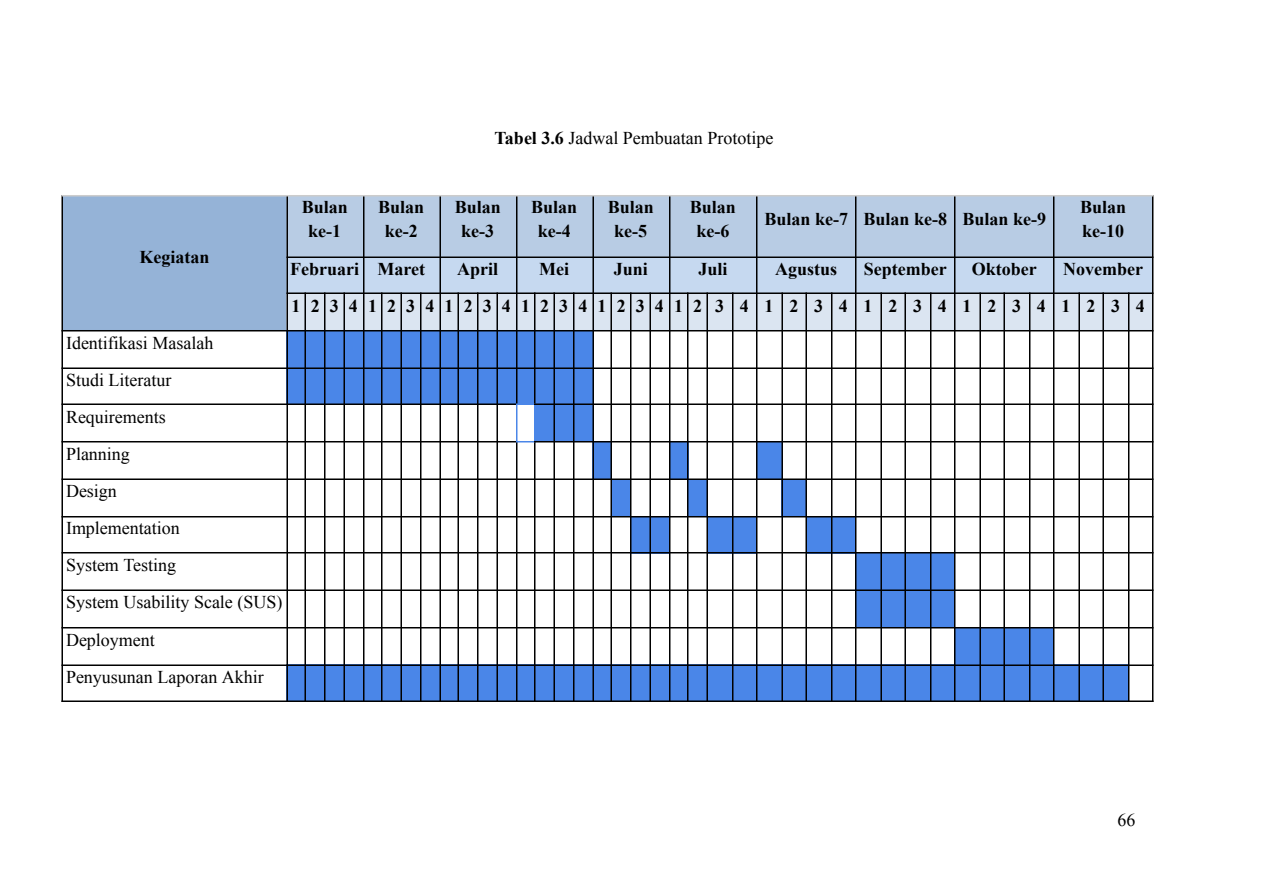 Tabel 3.6 Jadwal Pembuatan Prototipe
Kegiatan
Bulan ke-1 Bulan ke-2 Bulan ke-3 Bulan ke-4 Bulan ke-5 Bulan ke-6 Bulan ke-7 Bulan ke-8 Bulan ke-9 Bulan ke-10
Februari Maret April Mei Juni Juli Agustus September Oktober November
1 2 3 4 1 2 3 4 1 2 3 4 1 2 3 4 1 2 3 4 1 2 3 4 1 2 3 4 1 2 3 4 1 2 3 4 1 2 3 4
Identifikasi Masalah
Studi Literatur
Requirements
Planning
Design
Implementation
System Testing
System Usability Scale (SUS)
Deployment
Penyusunan Laporan Akhir
66